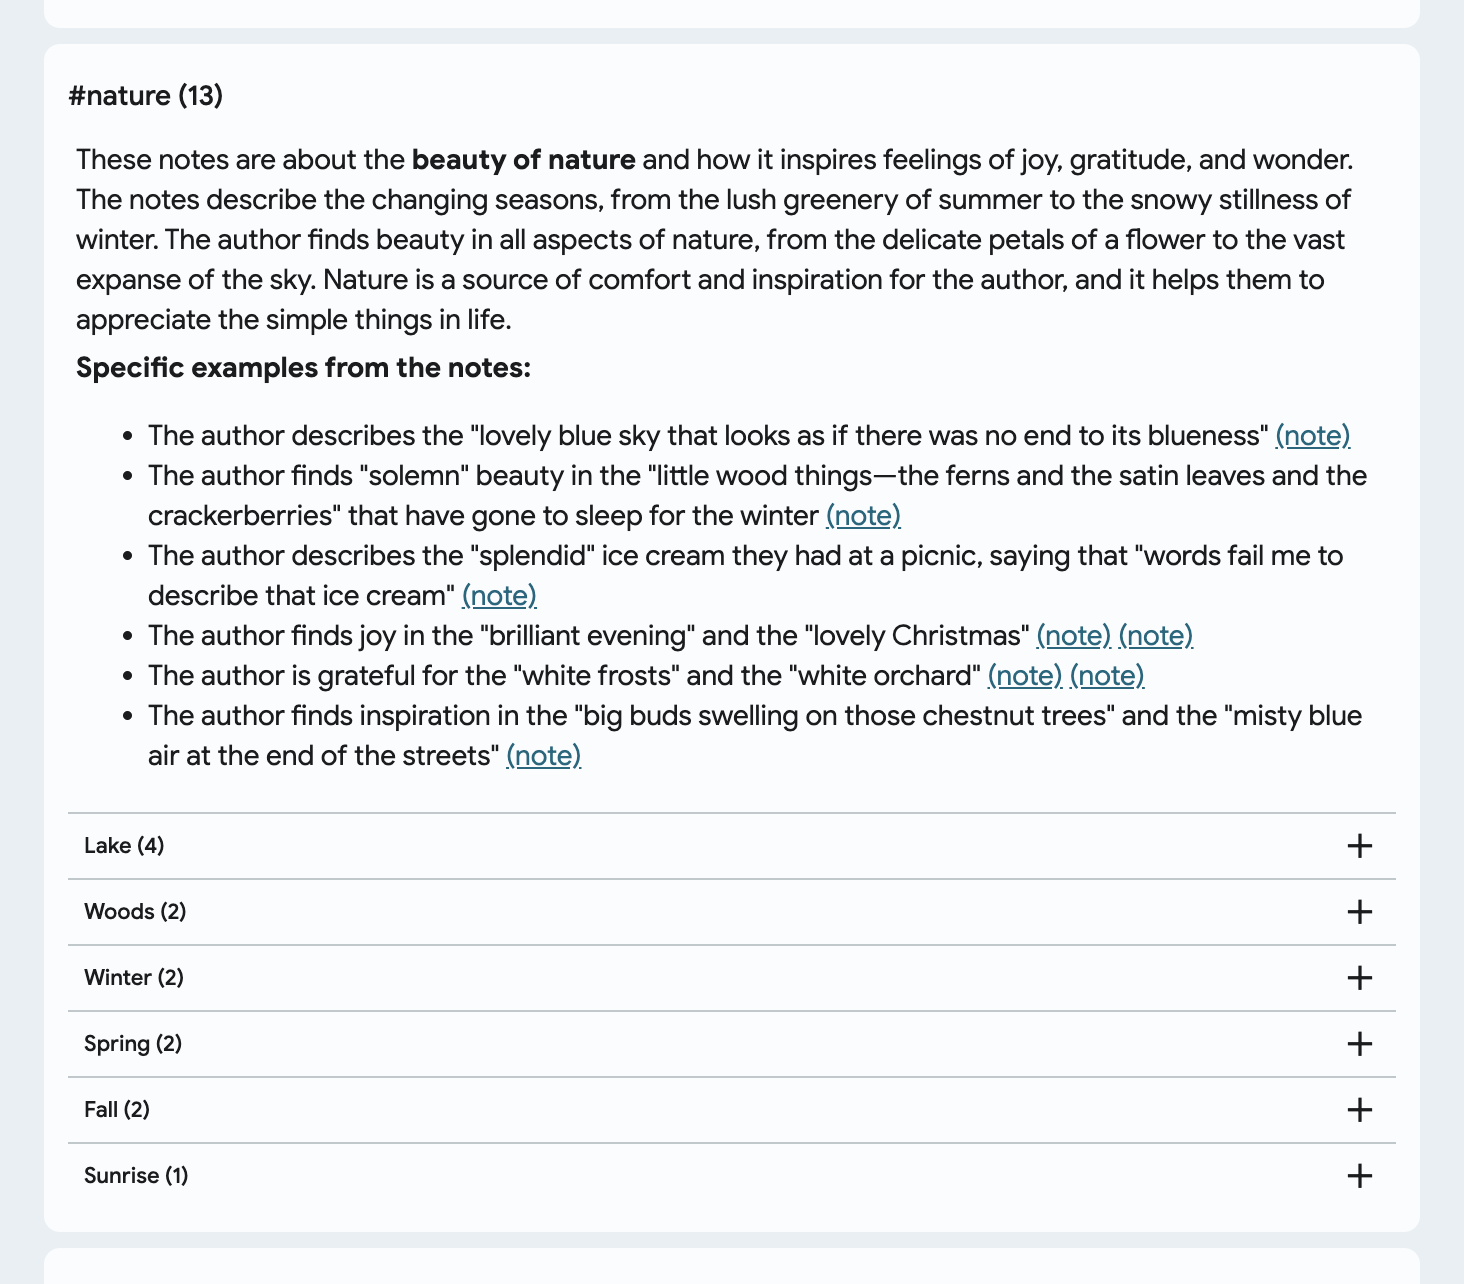 #nature (13)
These notes are about the beauty of nature and how it inspires feelings of joy, gratitude, and wonder.
The notes describe the changing seasons, from the lush greenery of summer to the snowy stillness of
winter. The author finds beauty in all aspects of nature, from the delicate petals of a flower to the vast
expanse of the sky. Nature is a source of comfort and inspiration for the author, and it helps them to
appreciate the simple things in life.
Specific examples from the notes:
• The author describes the "lovely blue sky that looks as if there was no end to its blueness" (note)
• The author finds "solemn" beauty in the "little wood things—the ferns and the satin leaves and the
crackerberries" that have gone to sleep for the winter (note)
• The author describes the "splendid" ice cream they had at a picnic, saying that "words fail me to
describe that ice cream" (note)
• The author finds joy in the "brilliant evening" and the "lovely Christmas" (note) (note)
• The author is grateful for the "white frosts" and the "white orchard" (note) (note)
• The author finds inspiration in the "big buds swelling on those chestnut trees" and the "misty blue
air at the end of the streets" (note)
Lake (4)
Woods (2)
Winter (2)
Spring (2)
Fall (2)
Sunrise (1)